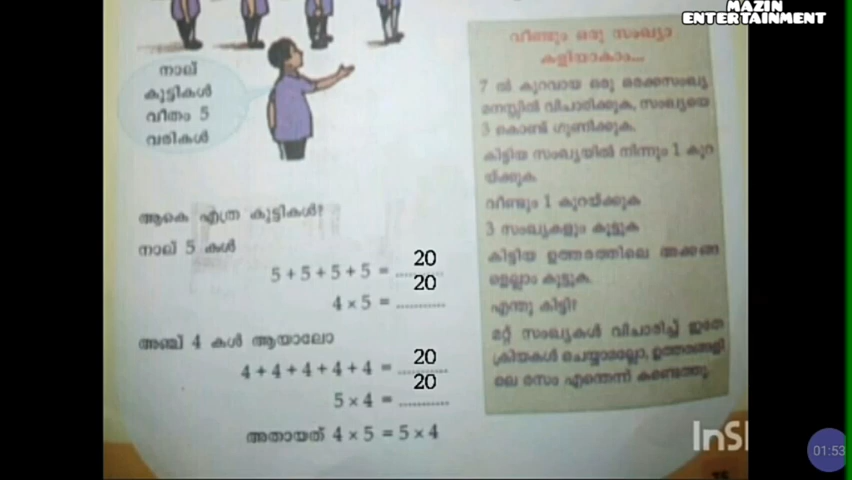 MAZIN
ENTERTAINMENT
നാല്
കുട്ടികൾ
വീതം 5
വരികൾ
ആകെ എത്ര കുട്ടികൾ?
നാല് 5 കൾ
5 + 5 + 5 + 5 = 20
4 × 5 = 20
അഞ്ച് 4 കൾ ആയാലോ
4 + 4 + 4 + 4 + 4 = 20
5 × 4 = 20
അതായത് 4 × 5 = 5 × 4
വീണ്ടും ഒരു സംഖ്യാ
കളിയാകാം...
7 ൽ കുറവായ ഒരു ഒരക്കസംഖ്യ
മനസ്സിൽ വിചാരിക്കുക, സംഖ്യയെ
3 കൊണ്ട് ഗുണിക്കുക.
കിട്ടിയ സംഖ്യയിൽ നിന്നും 1 കുറ
യ്ക്കുക
വീണ്ടും 1 കുറയ്ക്കുക
3 സംഖ്യകളും കൂട്ടുക
കിട്ടിയ ഉത്തരത്തിലെ അക്കങ്ങ
ളെല്ലാം കൂട്ടുക.
എന്തു കിട്ടി?
മറ്റ് സംഖ്യകൾ വിചാരിച്ച് ഇതേ
ക്രിയകൾ ചെയ്യാമല്ലോ, ഉത്തരങ്ങളി
ലെ രസം എന്തെന്ന് കണ്ടെത്തൂ.
InS
01:53